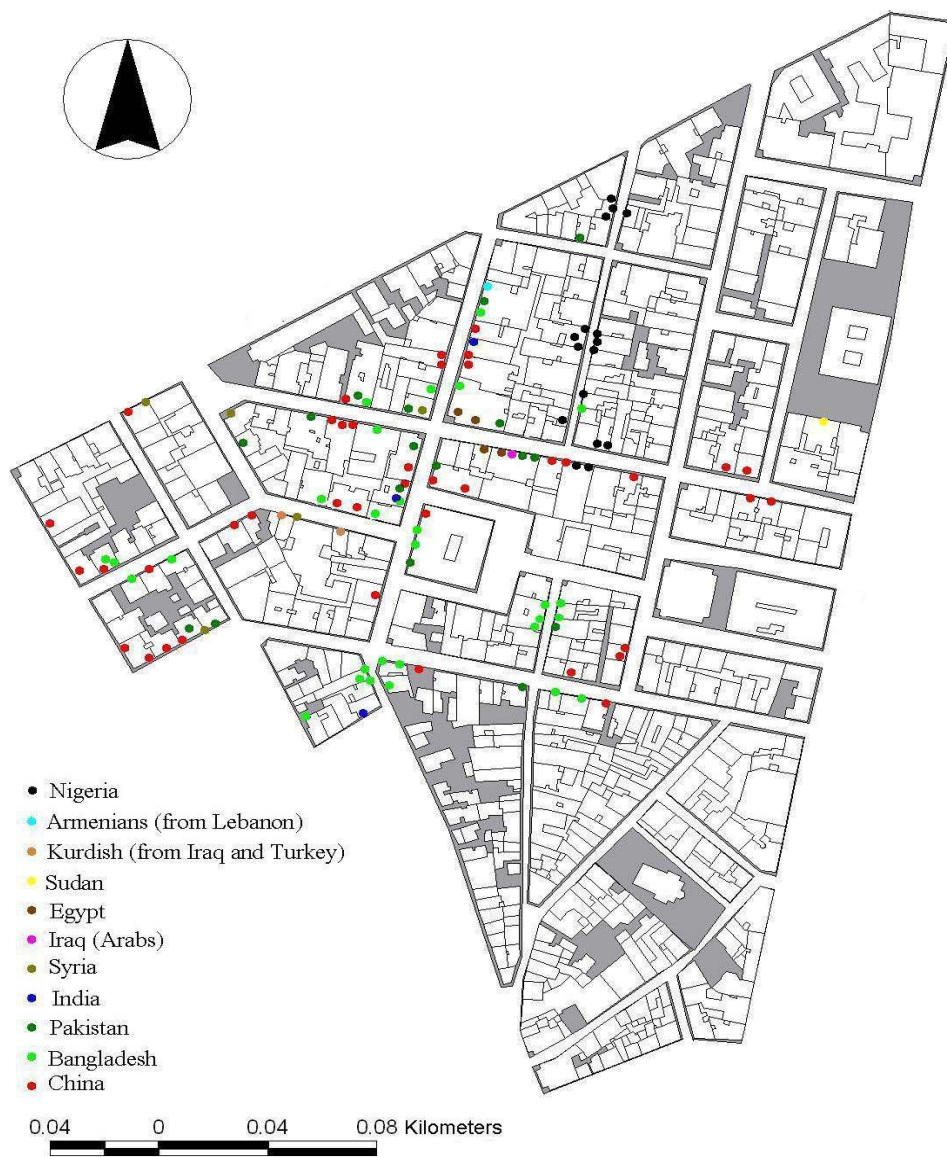 Nigeria
Armenians (from Lebanon)
Kurdish (from Iraq and Turkey)
Sudan
Egypt
Iraq (Arabs)
Syria
India
Pakistan
Bangladesh
China
0.04 0 0.04 0.08 Kilometers